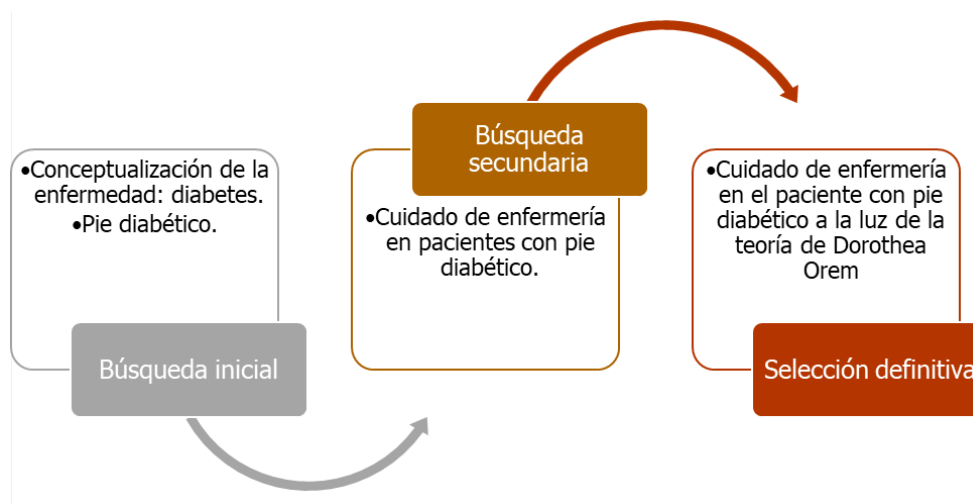 •Conceptualización de la
enfermedad: diabetes.
•Pie diabético.
Búsqueda inicial
Búsqueda
secundaria
•Cuidado de enfermería
en pacientes con pie
diabético.
•Cuidado de enfermería
en el paciente con pie
diabético a la luz de la
teoría de Dorothea
Orem
Selección definitiva